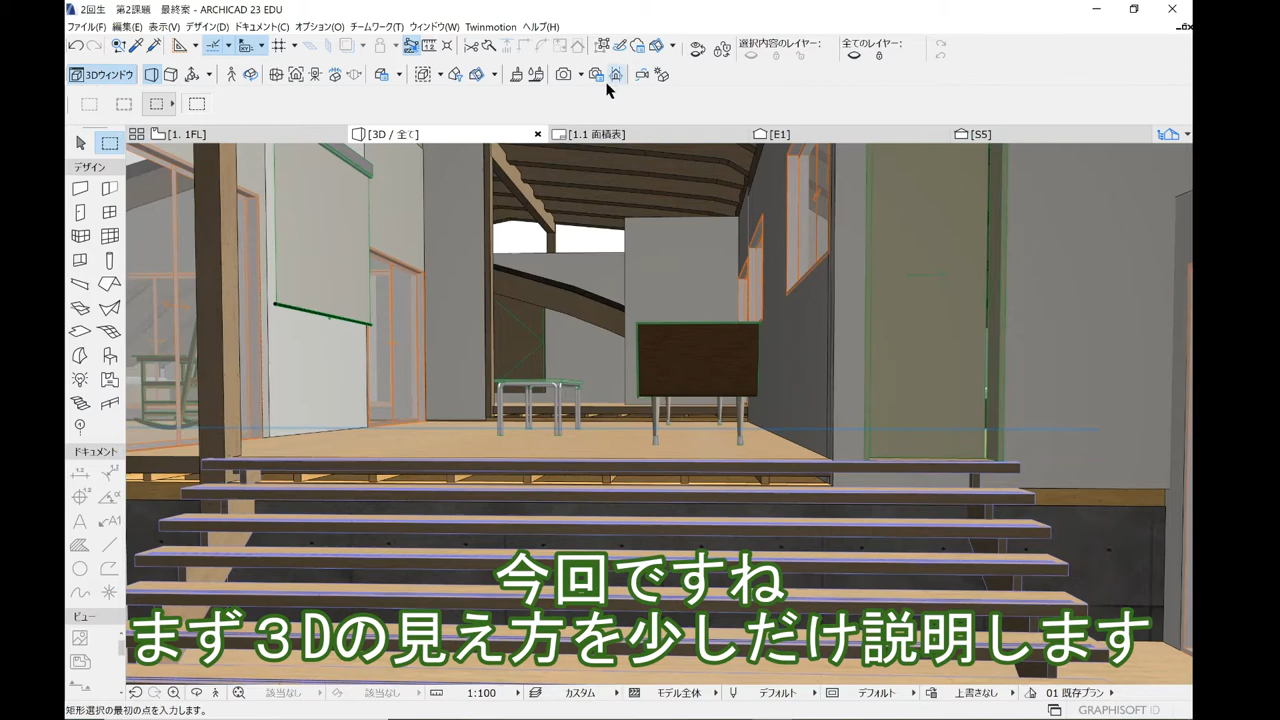 2回生 第2課題 最終案 - ARCHICAD 23 EDU
ファイル(F) 編集(E) 表示(V) デザイン(D) ドキュメント(C) オプション(O) チームワーク(T) ウィンドウ(W) Twinmotion ヘルプ(H)
選択内容のレイヤー: 全てのレイヤー:
3Dウィンドウ
[1. 1FL] [3D / 全て] [1.1 面積表] [E1] [S5]
デザイン
ドキュメント
ビュー
今回ですね
まず３Dの見え方を少しだけ説明します
該当なし 該当なし 1:100 カスタム モデル全体 デフォルト デフォルト 上書きなし 01 既存プラン
矩形選択の最初の点を入力します。
GRAPHISOFT ID